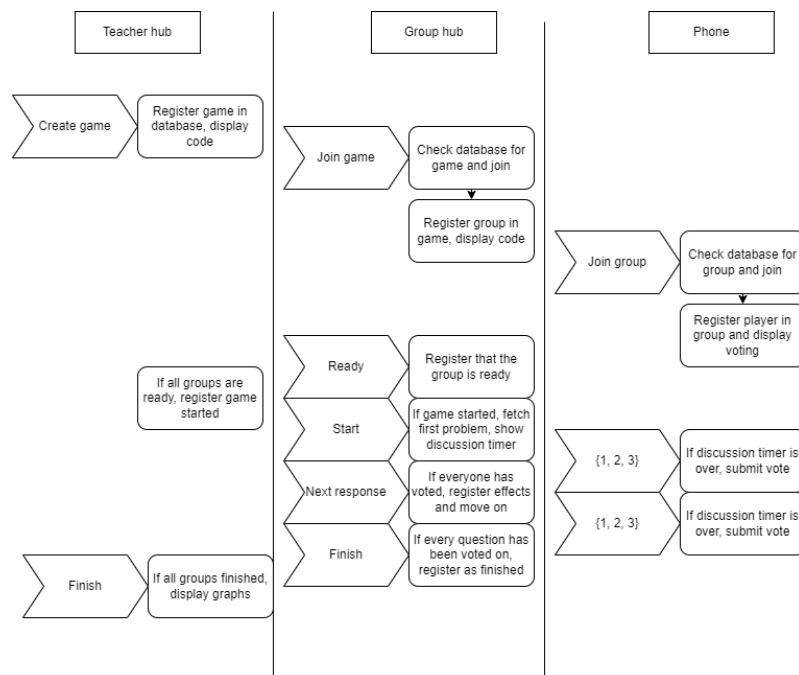 Teacher hub
Group hub
Phone
Create game
Register game in
database, display
code
Join game
Check database for
game and join
Register group in
game, display code
Join group
Check database for
group and join
Register player in
group and display
voting
Ready
Register that the
group is ready
If all groups are
ready, register game
started
Start
If game started, fetch
first problem, show
discussion timer
{1, 2, 3}
If discussion timer is
over, submit vote
Next response
If everyone has
voted, register effects
and move on
{1, 2, 3}
If discussion timer is
over, submit vote
Finish
If every question has
been voted on,
register as finished
Finish
If all groups finished,
display graphs